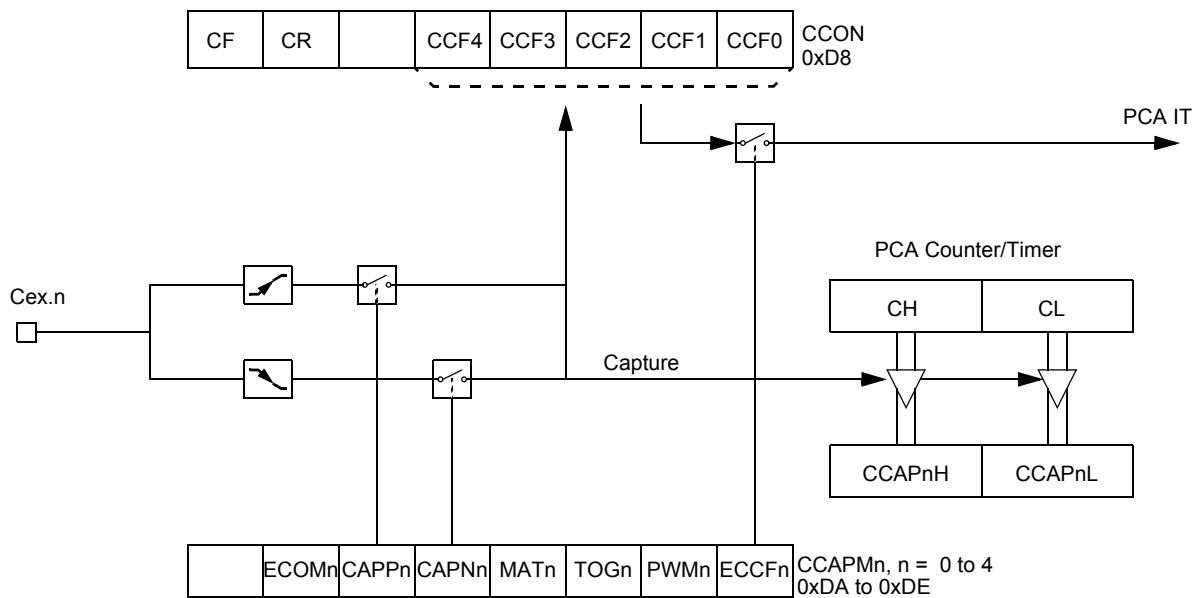 CF CR CCF4 CCF3 CCF2 CCF1 CCF0 CCON
0xD8
PCA IT
PCA Counter/Timer
Cex.n
CH CL
Capture
CCAPnH CCAPnL
ECOMn CAPPn CAPNn MATn TOGn PWMn ECCFn CCAPMn, n = 0 to 4
0xDA to 0xDE